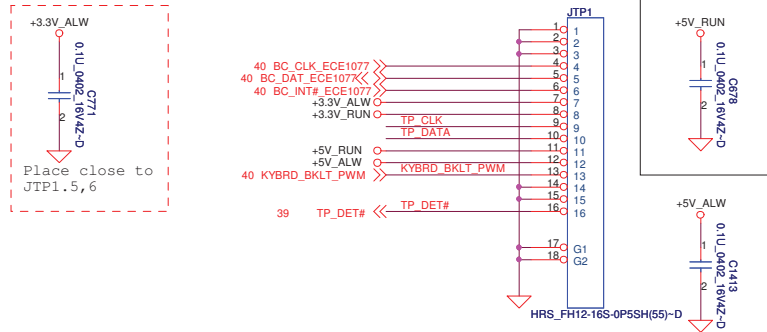 +3.3V_ALW
1
2
0.1U_0402_16V4Z~D
C771
Place close to
JTP1.5,6
JTP1
1 1
2 2
3 3
40 BC_CLK_ECE1077 4 4
40 BC_DAT_ECE1077 5 5
40 BC_INT#_ECE1077 6 6
+3.3V_ALW 7 7
+3.3V_RUN 8 8
TP_CLK 9 9
TP_DATA 10 10
+5V_RUN 11 11
+5V_ALW 12 12
40 KYBRD_BKLT_PWM KYBRD_BKLT_PWM 13 13
14 14
15 15
39 TP_DET# TP_DET# 16 16
17 G1
18 G2
HRS_FH12-16S-0P5SH(55)~D
+5V_RUN
1
2
0.1U_0402_16V4Z~D
C678
+5V_ALW
1
2
0.1U_0402_16V4Z~D
C1413